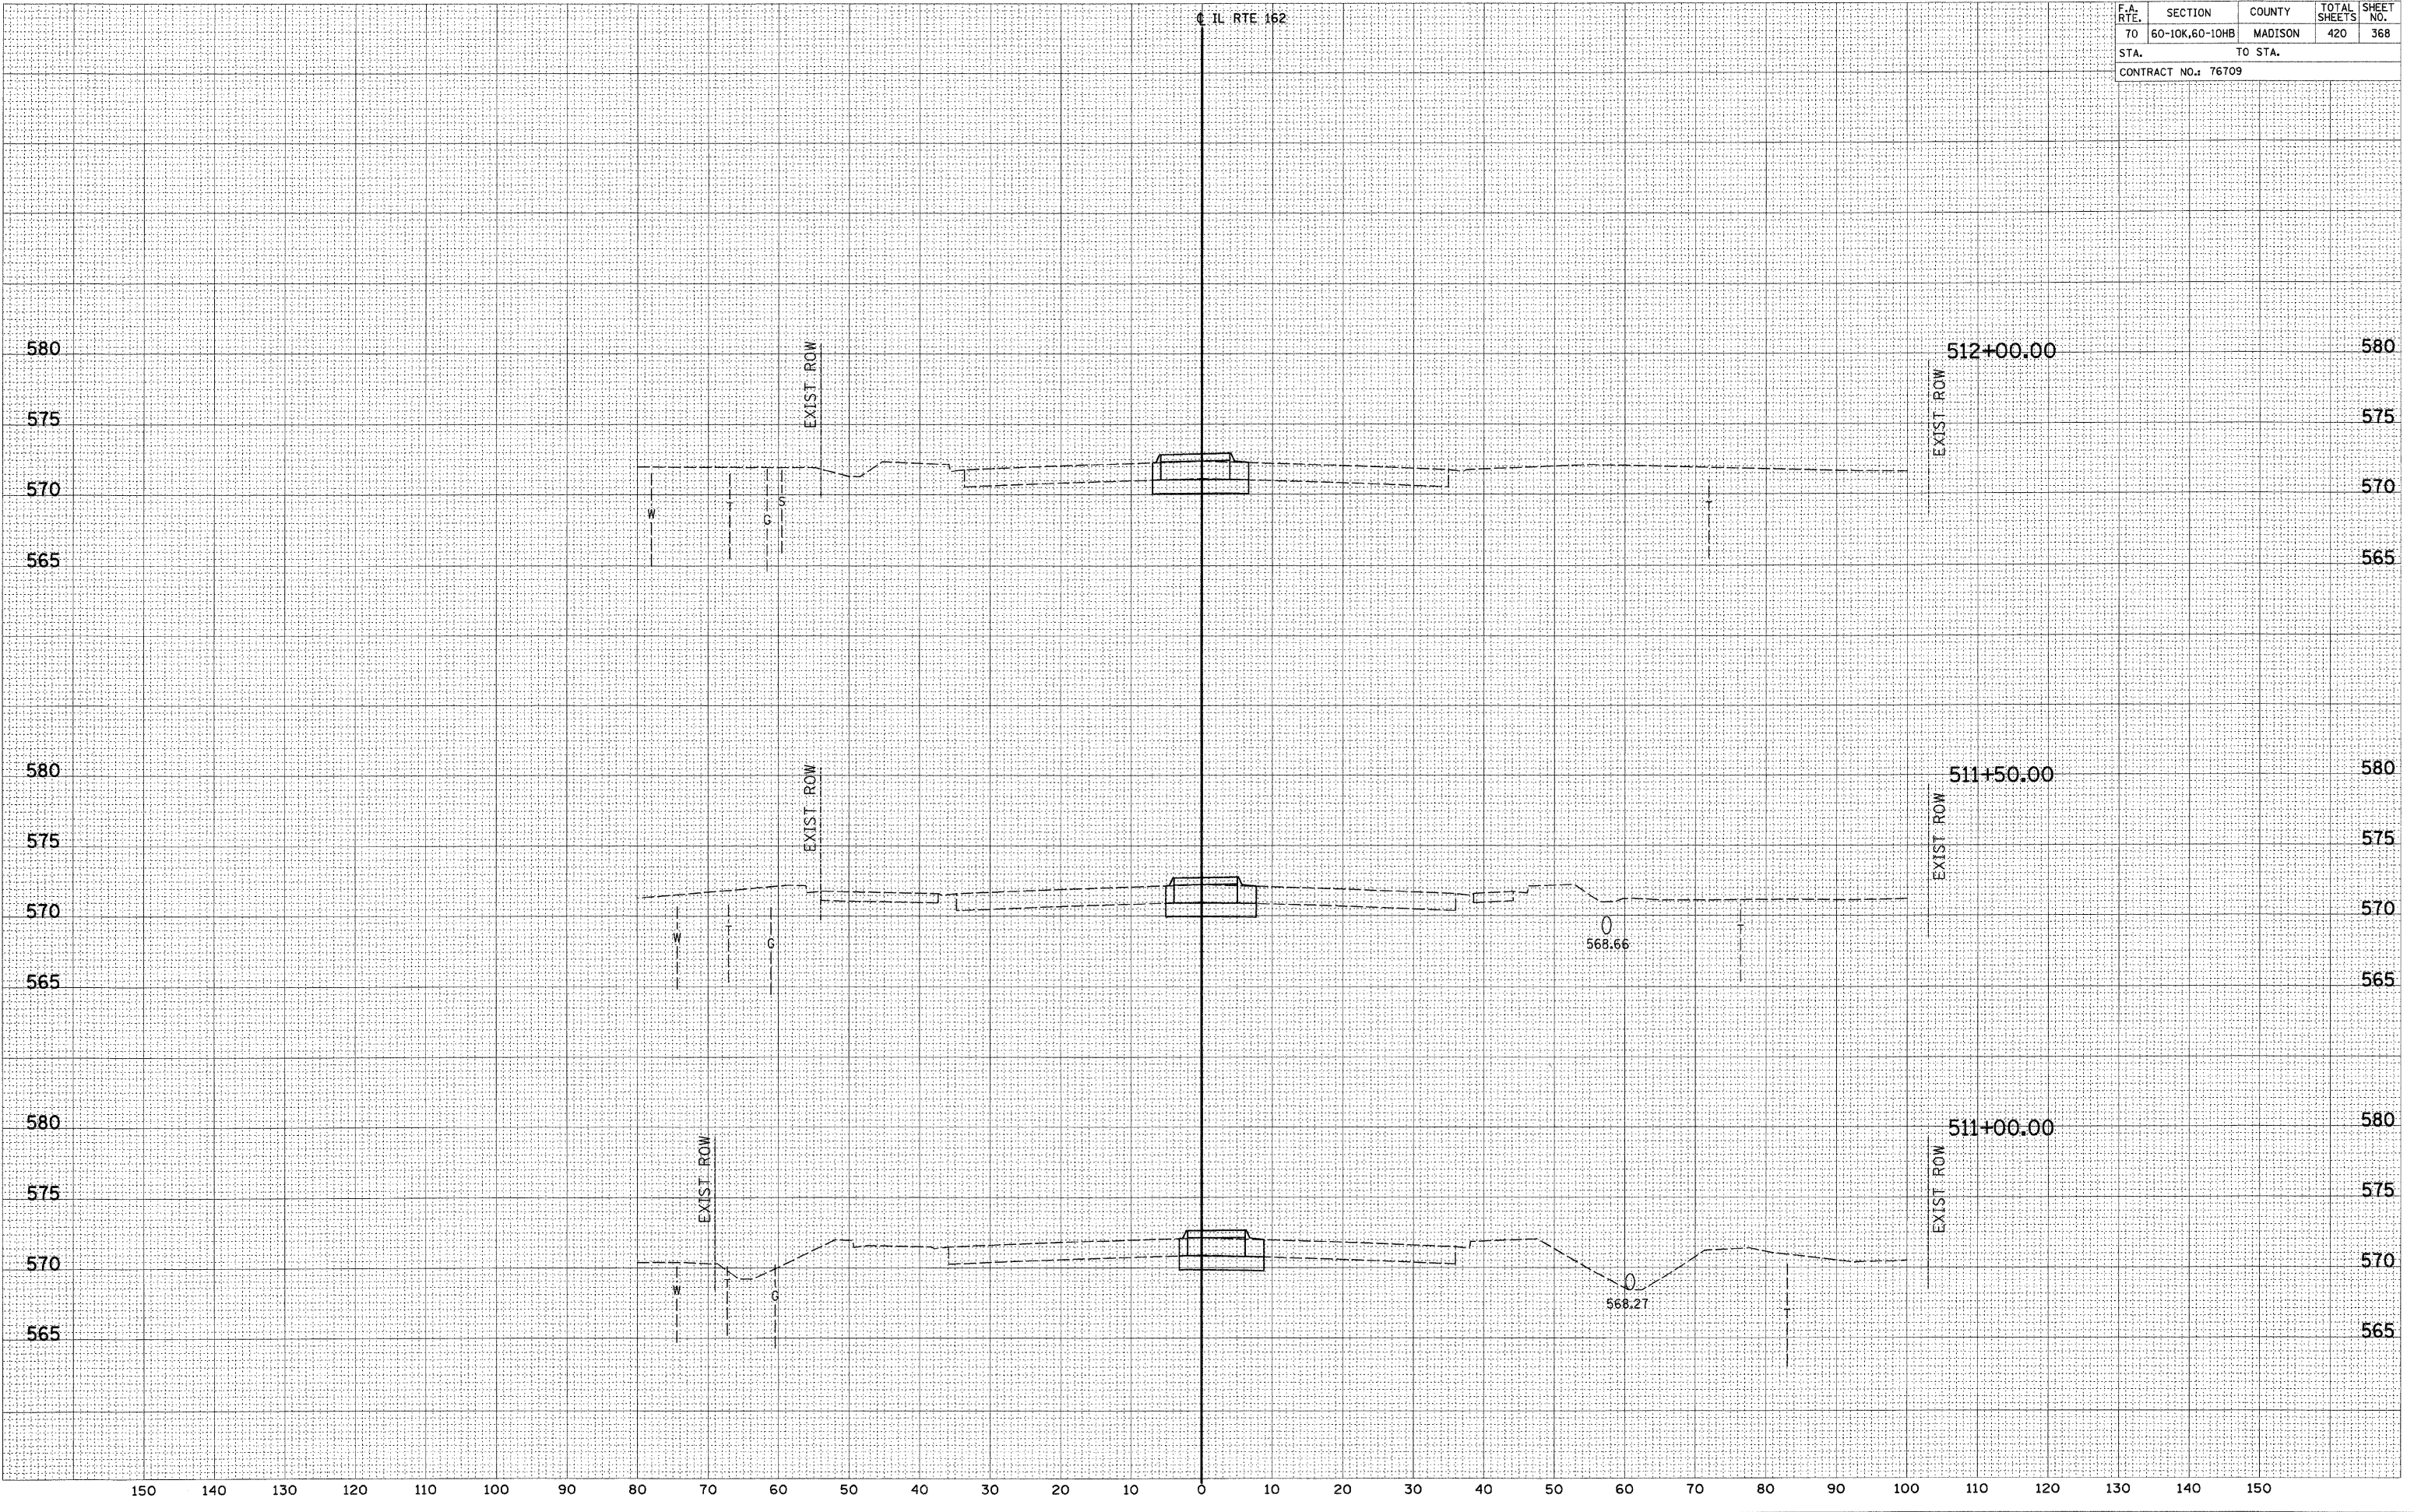 ℄ IL RTE 162
F.A. RTE. SECTION COUNTY TOTAL SHEETS SHEET NO.
70 60-10K,60-10HB MADISON 420 368
STA. TO STA.
CONTRACT NO.: 76709
580 EXIST ROW 512+00.00 580
575 EXIST ROW 575
570 570
W T G S T
565 565
580 EXIST ROW 511+50.00 580
575 EXIST ROW 575
570 570
W T G 568.66 T
565 565
580 511+00.00 580
EXIST ROW EXIST ROW
575 575
570 570
W T G 568.27 T
565 565
150 140 130 120 110 100 90 80 70 60 50 40 30 20 10 0 10 20 30 40 50 60 70 80 90 100 110 120 130 140 150